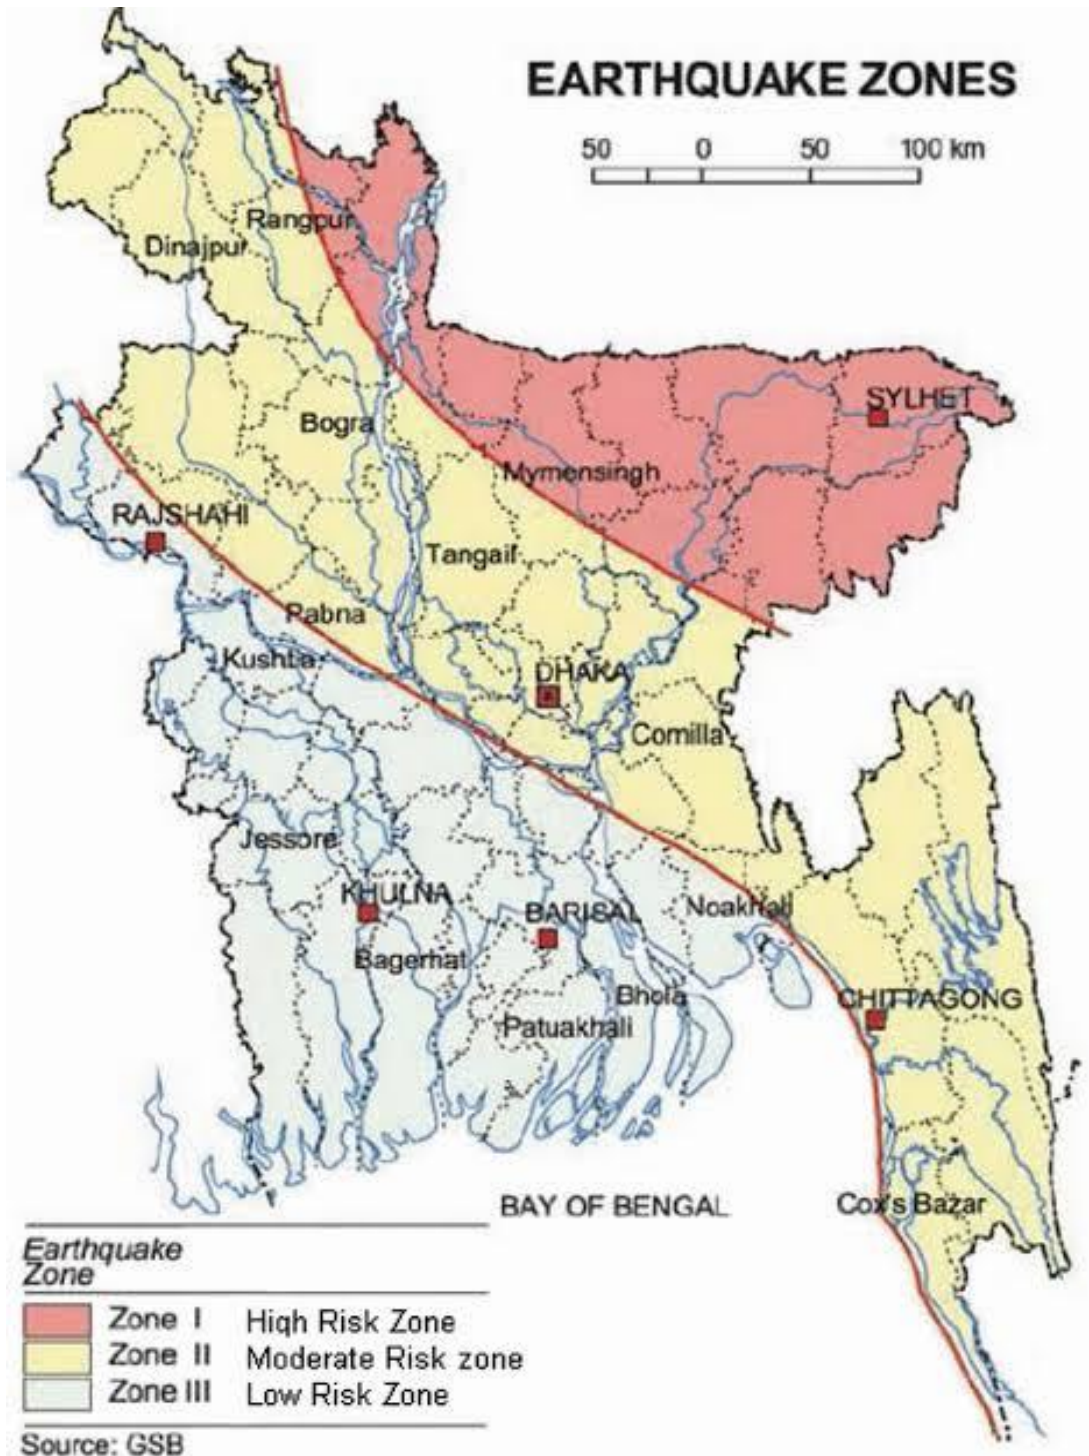 EARTHQUAKE ZONES
50 0 50 100 km
Rangpur
Dinajpur
SYLHET
Bogra
Mymensingh
RAJSHAHI
Tangail
Pabna
Kushtia
DHAKA
Comilla
Jessore
KHULNA
BARISAL
Noakhali
Bagerhat
Bhola
CHITTAGONG
Patuakhali
Cox's Bazar
BAY OF BENGAL
Earthquake
Zone
Zone I High Risk Zone
Zone II Moderate Risk zone
Zone III Low Risk Zone
Source: GSB